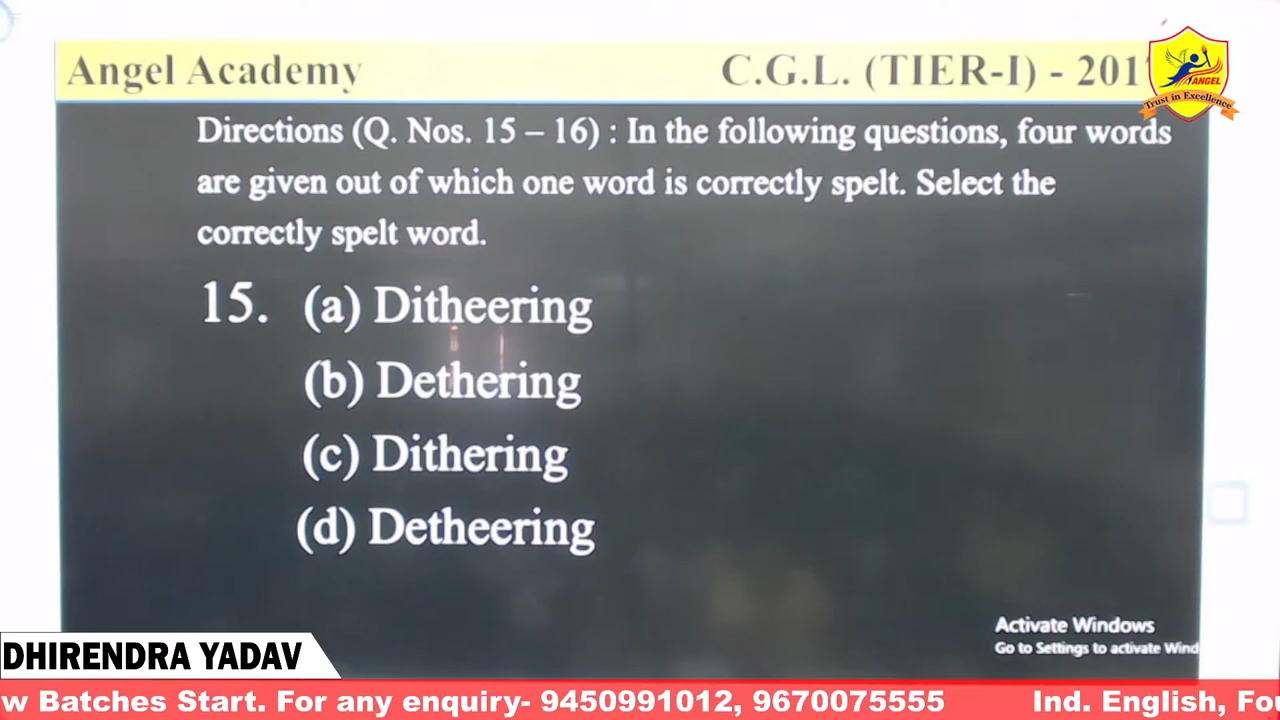 Angel Academy
C.G.L. (TIER-I) - 201
ANGEL
Trust in Excellence
Directions (Q. Nos. 15 – 16) : In the following questions, four words
are given out of which one word is correctly spelt. Select the
correctly spelt word.
15. (a) Ditheering
(b) Dethering
(c) Dithering
(d) Detheering
Activate Windows
Go to Settings to activate Wind
DHIRENDRA YADAV
w Batches Start. For any enquiry- 9450991012, 9670075555 Ind. English, Fo